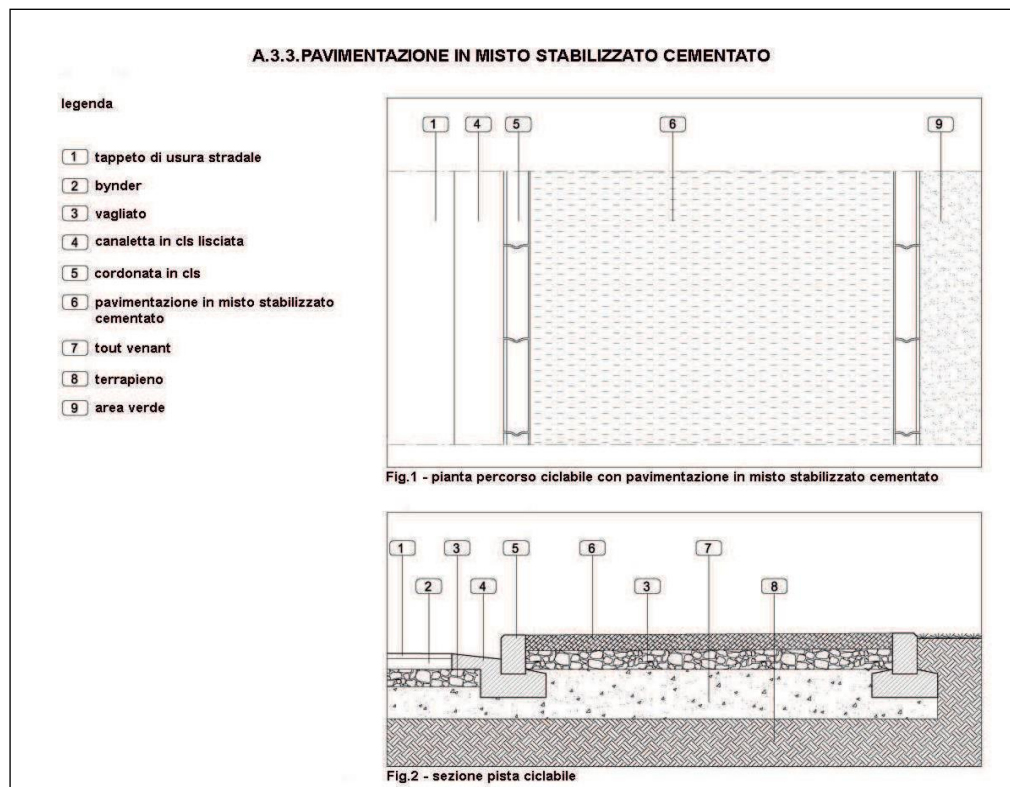 A.3.3.PAVIMENTAZIONE IN MISTO STABILIZZATO CEMENTATO
legenda
1 tappeto di usura stradale
2 bynder
3 vagliato
4 canaletta in cls lisciata
5 cordonata in cls
6 pavimentazione in misto stabilizzato
cementato
7 tout venant
8 terrapieno
9 area verde
1 4 5 6 9
Fig.1 - pianta percorso ciclabile con pavimentazione in misto stabilizzato cementato
1 3 5 6 7
2 4 3 8
Fig.2 - sezione pista ciclabile